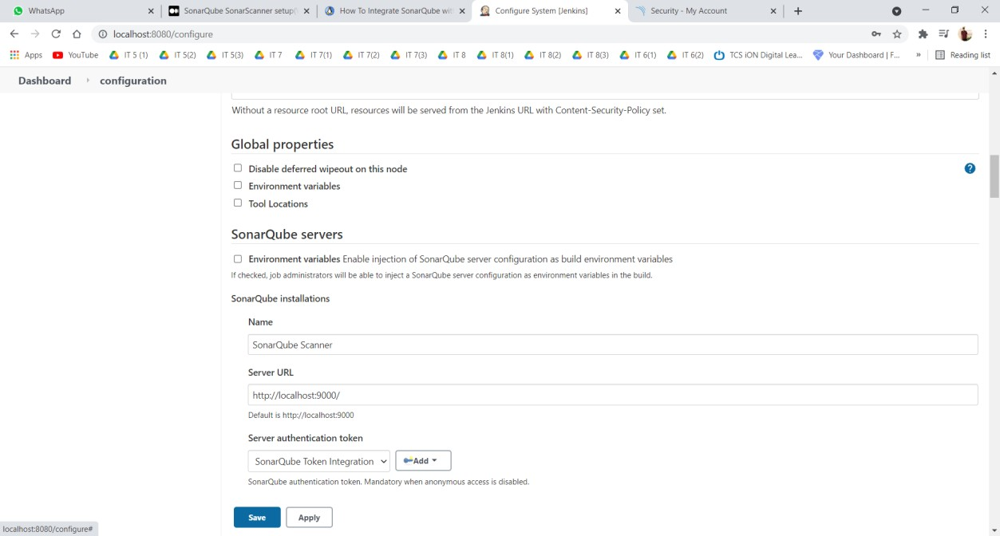 WhatsApp
SonarQube SonarScanner setup(
How To Integrate SonarQube wit
Configure System [Jenkins]
Security - My Account
localhost:8080/configure
Apps YouTube IT 5 (1) IT 5(2) IT 5(3) IT 7 IT 7(1) IT 7(2) IT 7(3) IT 8 IT 8(1) IT 8(2) IT 8(3) IT 6(1) IT 6(2) TCS iON Digital Lea... Your Dashboard | F... » Reading list
Dashboard configuration
Without a resource root URL, resources will be served from the Jenkins URL with Content-Security-Policy set.
Global properties
Disable deferred wipeout on this node
?
Environment variables
Tool Locations
SonarQube servers
Environment variables Enable injection of SonarQube server configuration as build environment variables
If checked, job administrators will be able to inject a SonarQube server configuration as environment variables in the build.
SonarQube installations
Name
SonarQube Scanner
Server URL
http://localhost:9000/
Default is http://localhost:9000
Server authentication token
SonarQube Token Integration Add
SonarQube authentication token. Mandatory when anonymous access is disabled.
Save Apply
localhost:8080/configure#